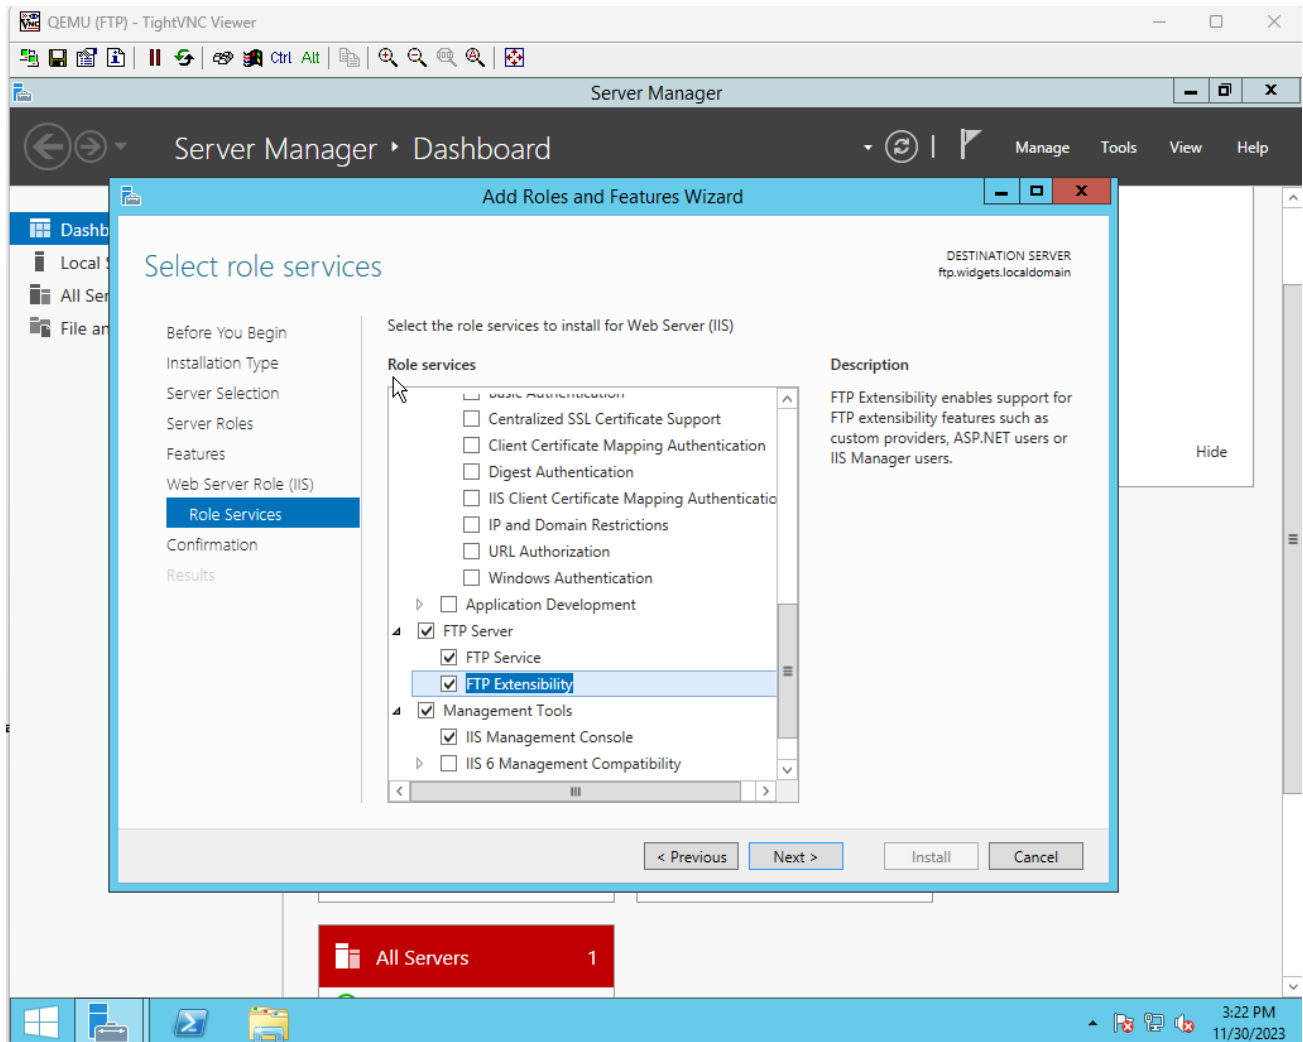 QEMU (FTP) - TightVNC Viewer
Ctrl Alt
Server Manager
Server Manager ‣ Dashboard
Manage Tools View Help
Add Roles and Features Wizard
Dashb
Local
All Ser
File an
Select role services
DESTINATION SERVER
ftp.widgets.localdomain
Before You Begin
Installation Type
Server Selection
Server Roles
Features
Web Server Role (IIS)
Role Services
Confirmation
Results
Select the role services to install for Web Server (IIS)
Role services
Basic Authentication
Centralized SSL Certificate Support
Client Certificate Mapping Authentication
Digest Authentication
IIS Client Certificate Mapping Authenticatio
IP and Domain Restrictions
URL Authorization
Windows Authentication
Application Development
FTP Server
FTP Service
FTP Extensibility
Management Tools
IIS Management Console
IIS 6 Management Compatibility
Description
FTP Extensibility enables support for
FTP extensibility features such as
custom providers, ASP.NET users or
IIS Manager users.
Hide
< Previous
Next >
Install
Cancel
All Servers 1
3:22 PM
11/30/2023